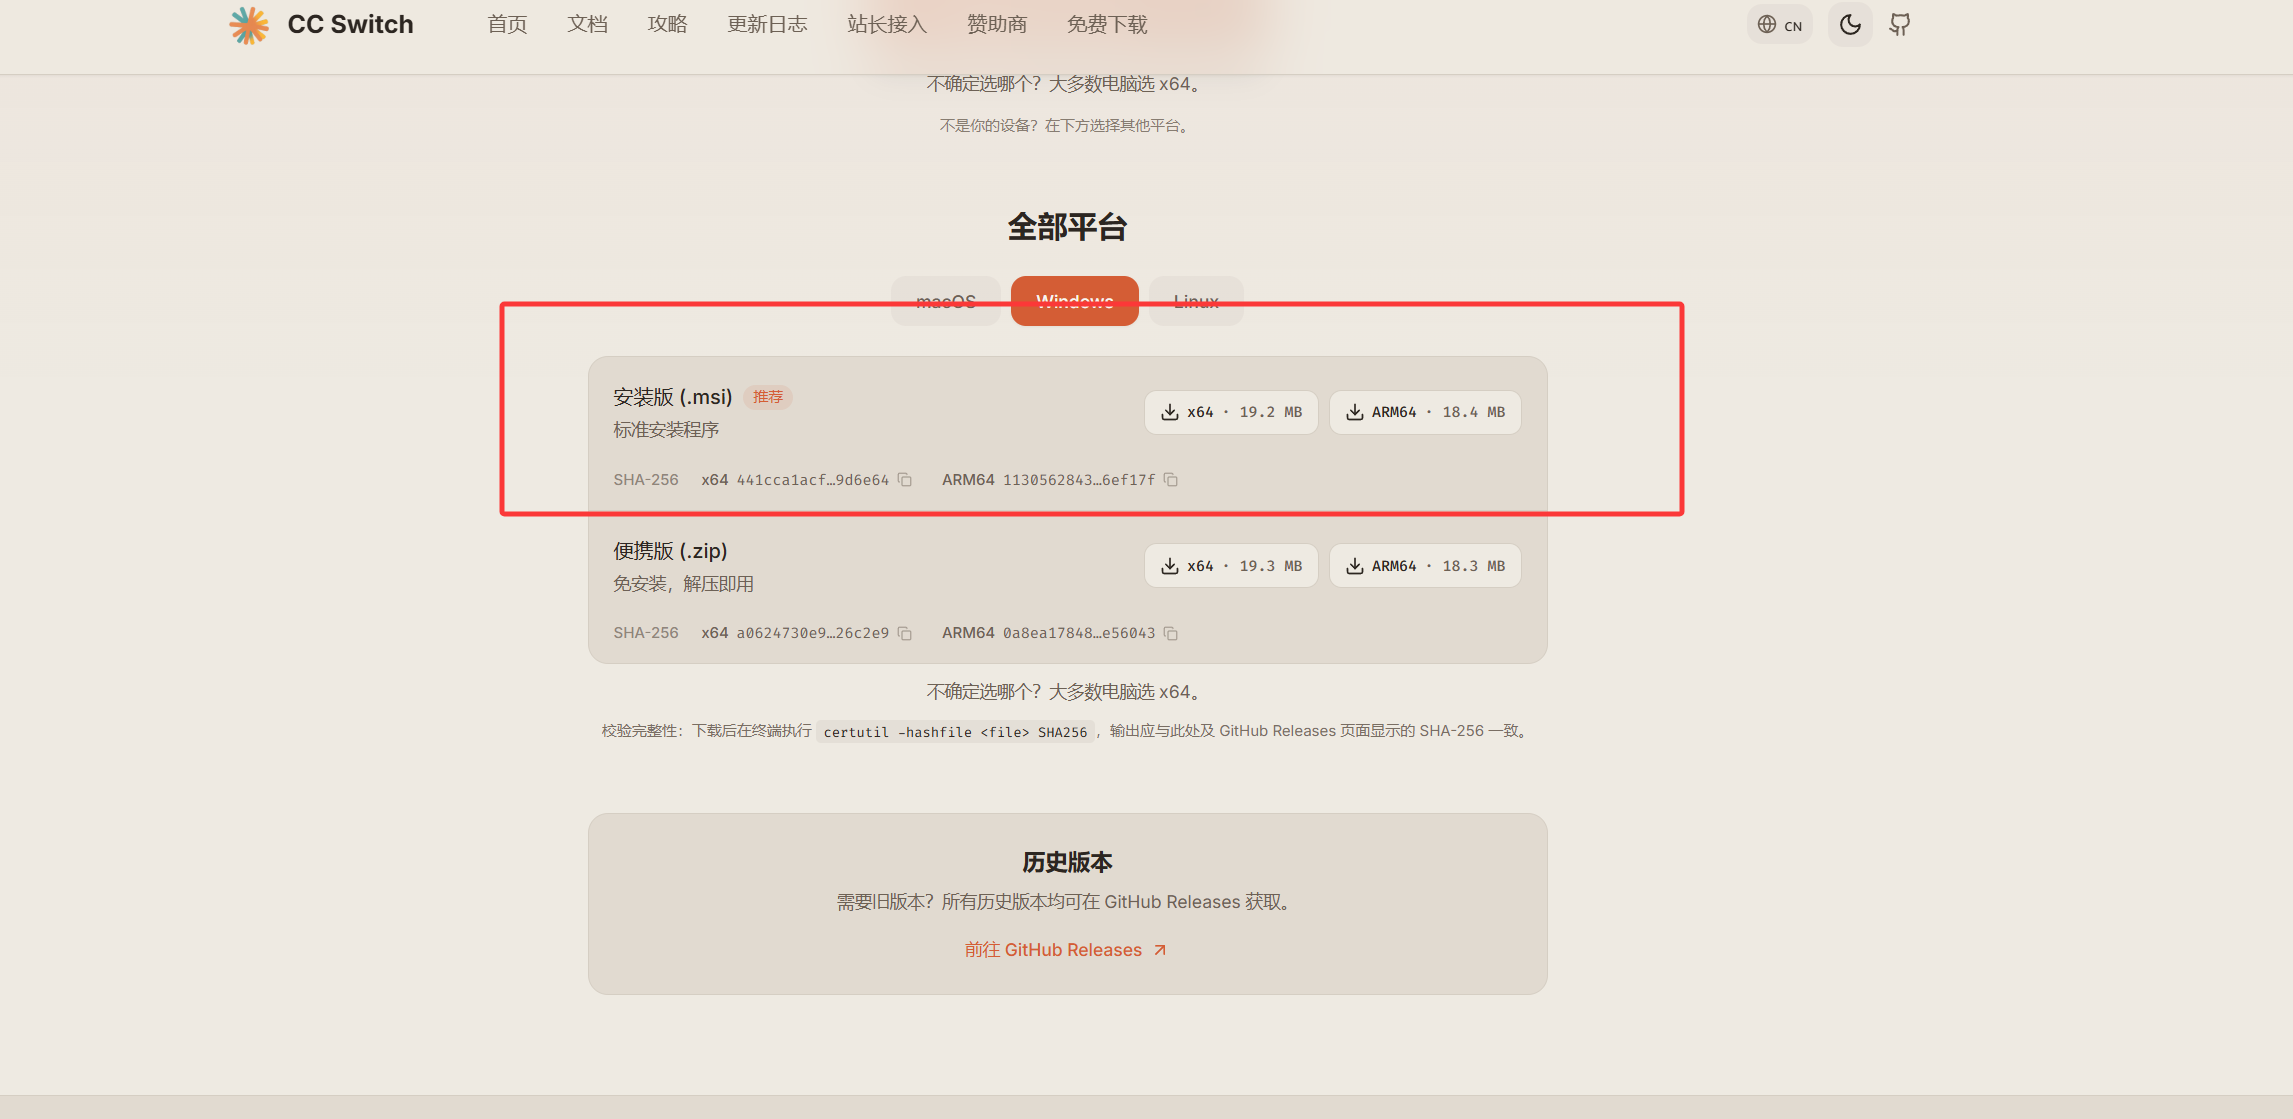 CC Switch
首页
文档
攻略
更新日志
站长接入
赞助商
免费下载
CN
不确定选哪个？大多数电脑选 x64。
不是你的设备？在下方选择其他平台。
全部平台
macOS
Windows
Linux
安装版 (.msi)
推荐
标准安装程序
x64 · 19.2 MB
ARM64 · 18.4 MB
SHA-256 x64 441cca1acf…9d6e64 ARM64 1130562843…6ef17f
便携版 (.zip)
免安装，解压即用
x64 · 19.3 MB
ARM64 · 18.3 MB
SHA-256 x64 a0624730e9…26c2e9 ARM64 0a8ea17848…e56043
不确定选哪个？大多数电脑选 x64。
校验完整性：下载后在终端执行 certutil -hashfile <file> SHA256，输出应与此处及 GitHub Releases 页面显示的 SHA-256 一致。
历史版本
需要旧版本？所有历史版本均可在 GitHub Releases 获取。
前往 GitHub Releases